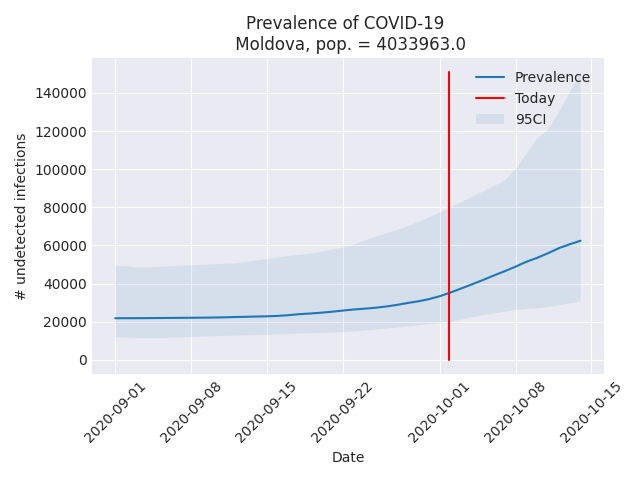 Prevalence of COVID-19
Moldova, pop. = 4033963.0
Prevalence
Today
95CI
# undetected infections
140000
120000
100000
80000
60000
40000
20000
0
2020-09-01
2020-09-08
2020-09-15
2020-09-22
2020-10-01
2020-10-08
2020-10-15
Date